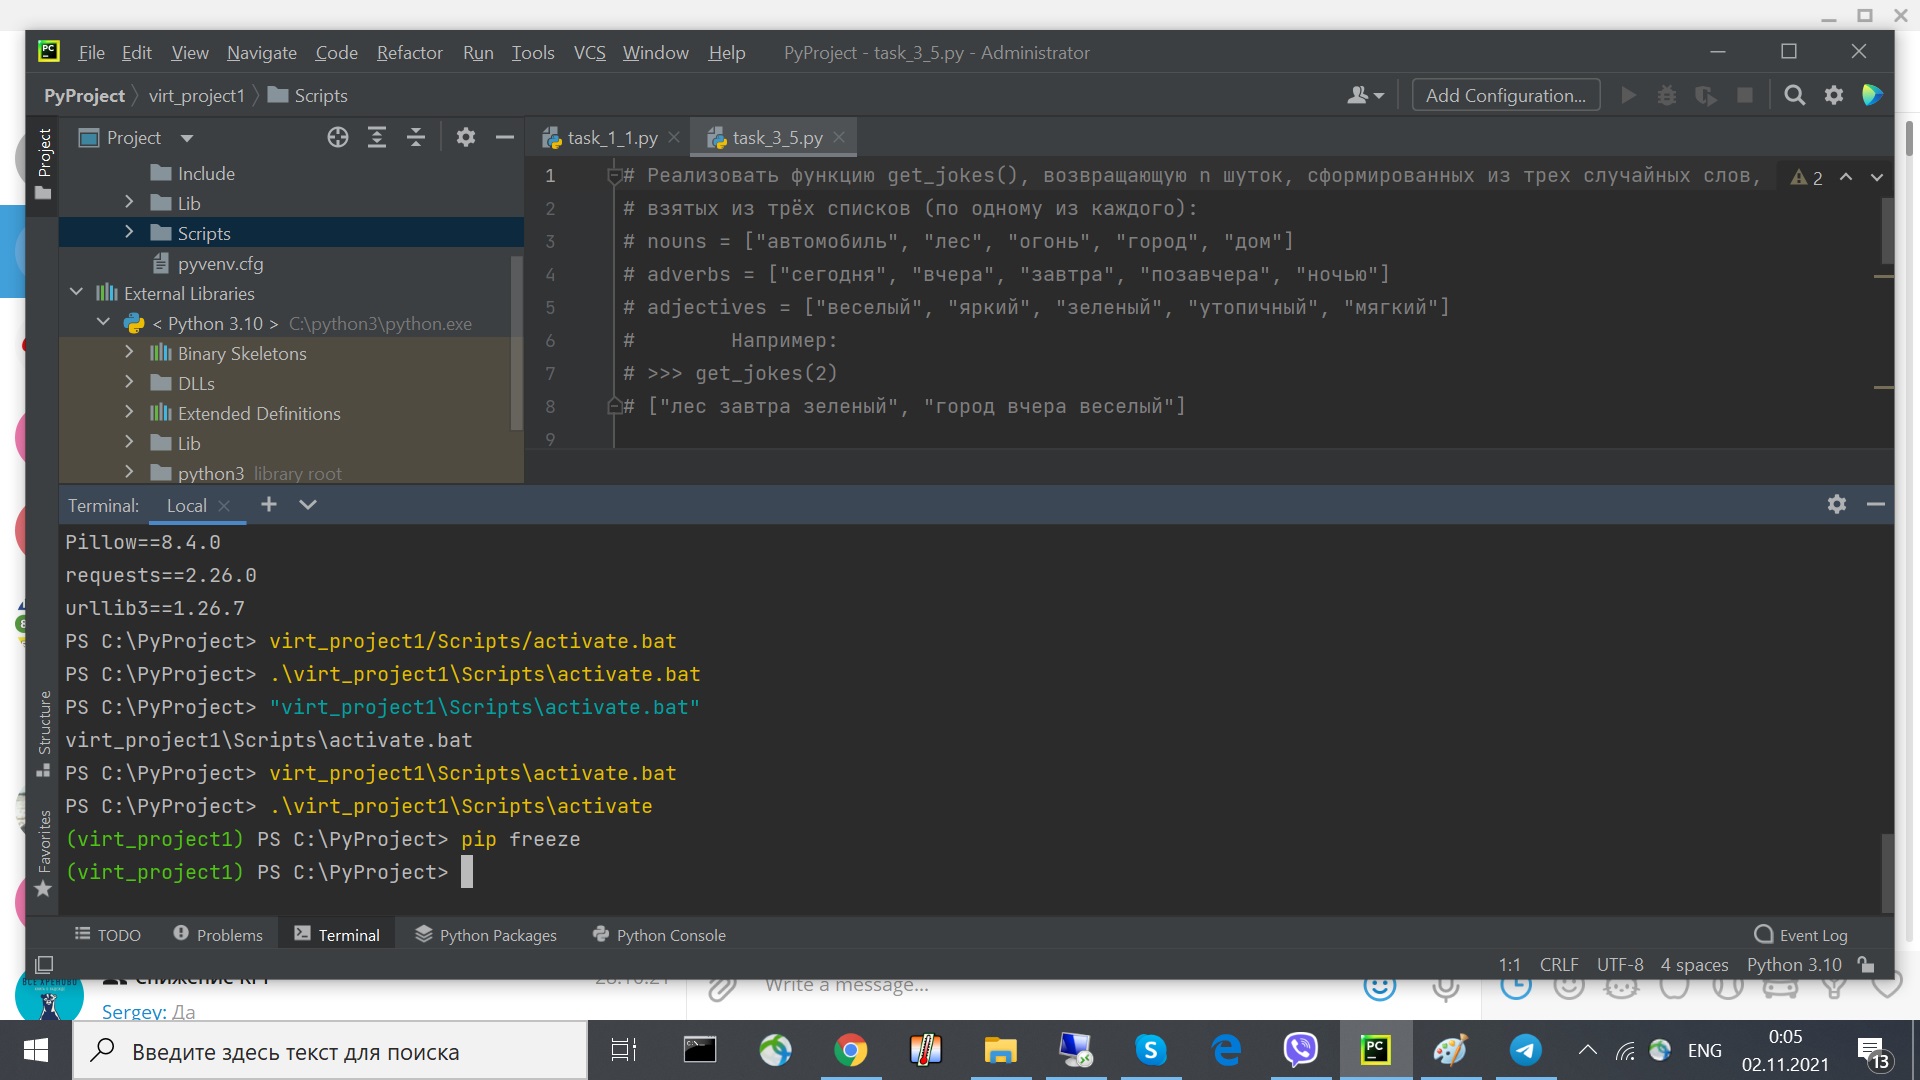 File Edit View Navigate Code Refactor Run Tools VCS Window Help PyProject - task_3_5.py - Administrator
PyProject virt_project1 Scripts Add Configuration...
Project
Project
task_1_1.py task_3_5.py
Include
Lib
Scripts
pyvenv.cfg
External Libraries
< Python 3.10 > C:\python3\python.exe
Binary Skeletons
DLLs
Extended Definitions
Lib
python3 library root
1 # Реализовать функцию get_jokes(), возвращающую n шуток, сформированных из трех случайных слов, 2
2 # взятых из трёх списков (по одному из каждого):
3 # nouns = ["автомобиль", "лес", "огонь", "город", "дом"]
4 # adverbs = ["сегодня", "вчера", "завтра", "позавчера", "ночью"]
5 # adjectives = ["веселый", "яркий", "зеленый", "утопичный", "мягкий"]
6 # Например:
7 # >>> get_jokes(2)
8 # ["лес завтра зеленый", "город вчера веселый"]
9
Terminal: Local
Pillow==8.4.0
requests==2.26.0
urllib3==1.26.7
PS C:\PyProject> virt_project1/Scripts/activate.bat
PS C:\PyProject> .\virt_project1\Scripts\activate.bat
PS C:\PyProject> "virt_project1\Scripts\activate.bat"
virt_project1\Scripts\activate.bat
PS C:\PyProject> virt_project1\Scripts\activate.bat
PS C:\PyProject> .\virt_project1\Scripts\activate
(virt_project1) PS C:\PyProject> pip freeze
(virt_project1) PS C:\PyProject>
Structure
Favorites
TODO Problems Terminal Python Packages Python Console Event Log
1:1 CRLF UTF-8 4 spaces Python 3.10
Write a message...
Sergey: Да
Введите здесь текст для поиска
ENG
0:05
02.11.2021
13